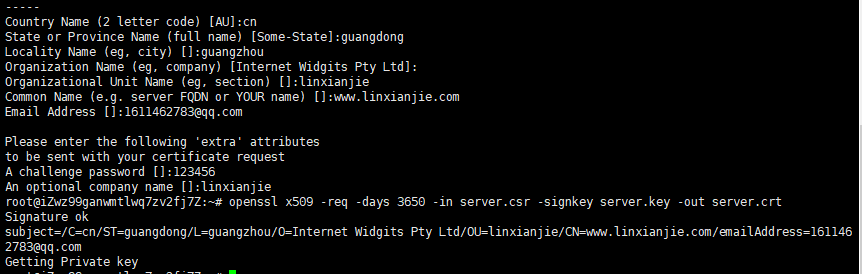 -----
Country Name (2 letter code) [AU]:cn
State or Province Name (full name) [Some-State]:guangdong
Locality Name (eg, city) []:guangzhou
Organization Name (eg, company) [Internet Widgits Pty Ltd]:
Organizational Unit Name (eg, section) []:linxianjie
Common Name (e.g. server FQDN or YOUR name) []:www.linxianjie.com
Email Address []:1611462783@qq.com
Please enter the following 'extra' attributes
to be sent with your certificate request
A challenge password []:123456
An optional company name []:linxianjie
root@iZwz99ganwmtlwq7zv2fj7Z:~# openssl x509 -req -days 3650 -in server.csr -signkey server.key -out server.crt
Signature ok
subject=/C=cn/ST=guangdong/L=guangzhou/O=Internet Widgits Pty Ltd/OU=linxianjie/CN=www.linxianjie.com/emailAddress=161146
2783@qq.com
Getting Private key